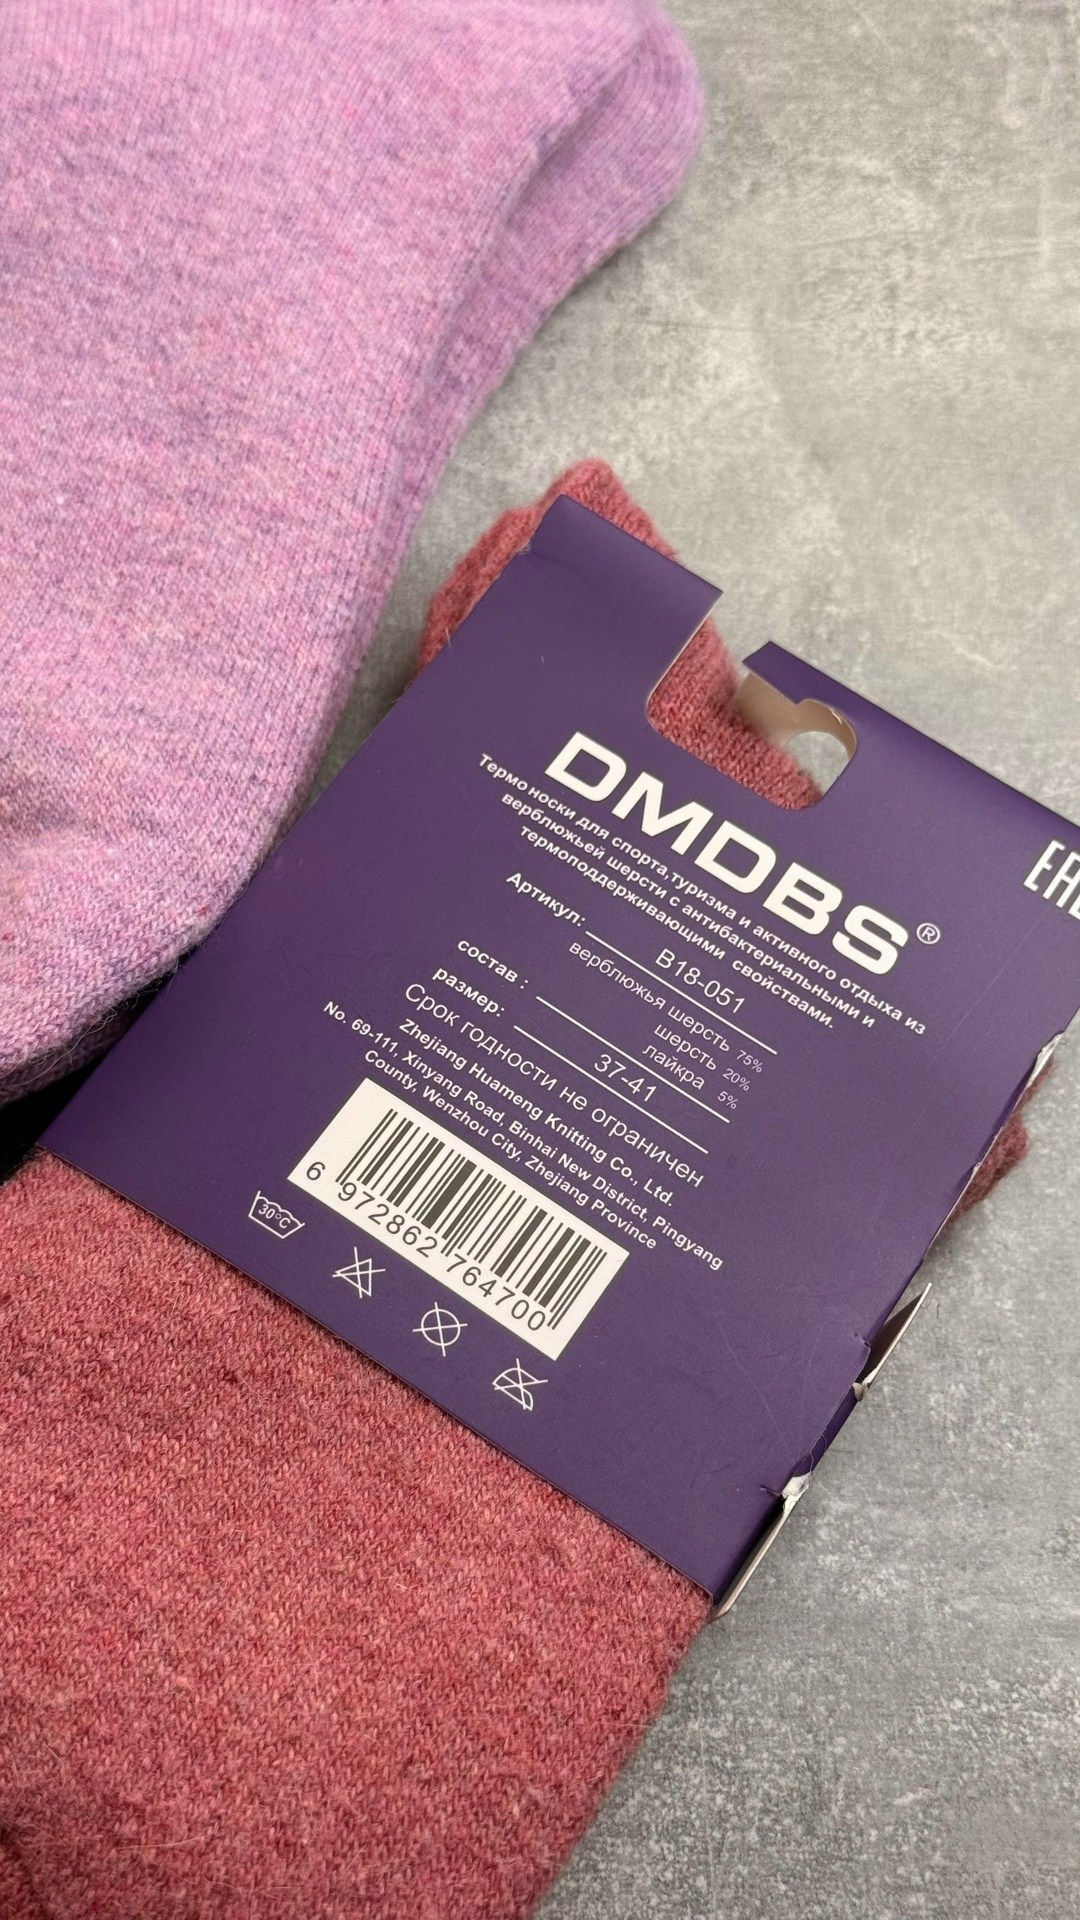 DMDBS®
Термо носки для спорта,туризма и активного отдыха из
верблюжьей шерсти с антибактериальными и
термоподдерживающими свойствами.
Артикул: B18-051
состав : верблюжья шерсть 75%
шерсть 20%
лайкра 5%
размер: 37-41
Срок годности не ограничен
Zhejiang Huameng Knitting Co., Ltd.
No. 69-111, Xinyang Road, Binhai New District, Pingyang
County, Wenzhou City, Zhejiang Province
6 972862 764700
30°C